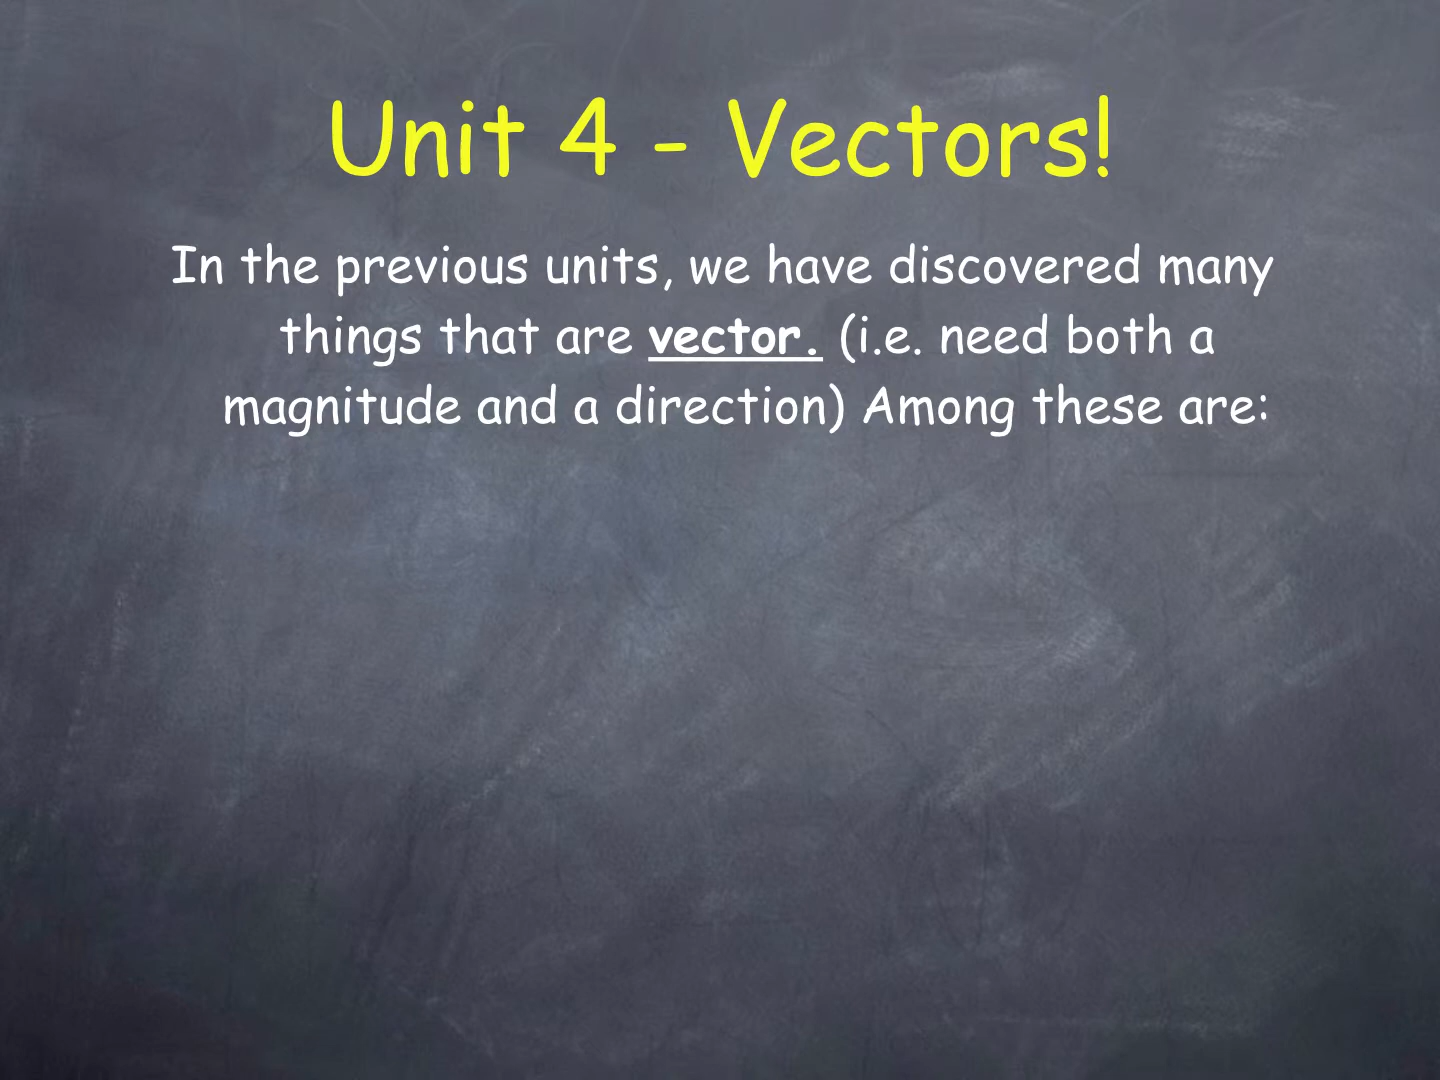 Unit 4 - Vectors!
In the previous units, we have discovered many
things that are vector. (i.e. need both a
magnitude and a direction) Among these are: